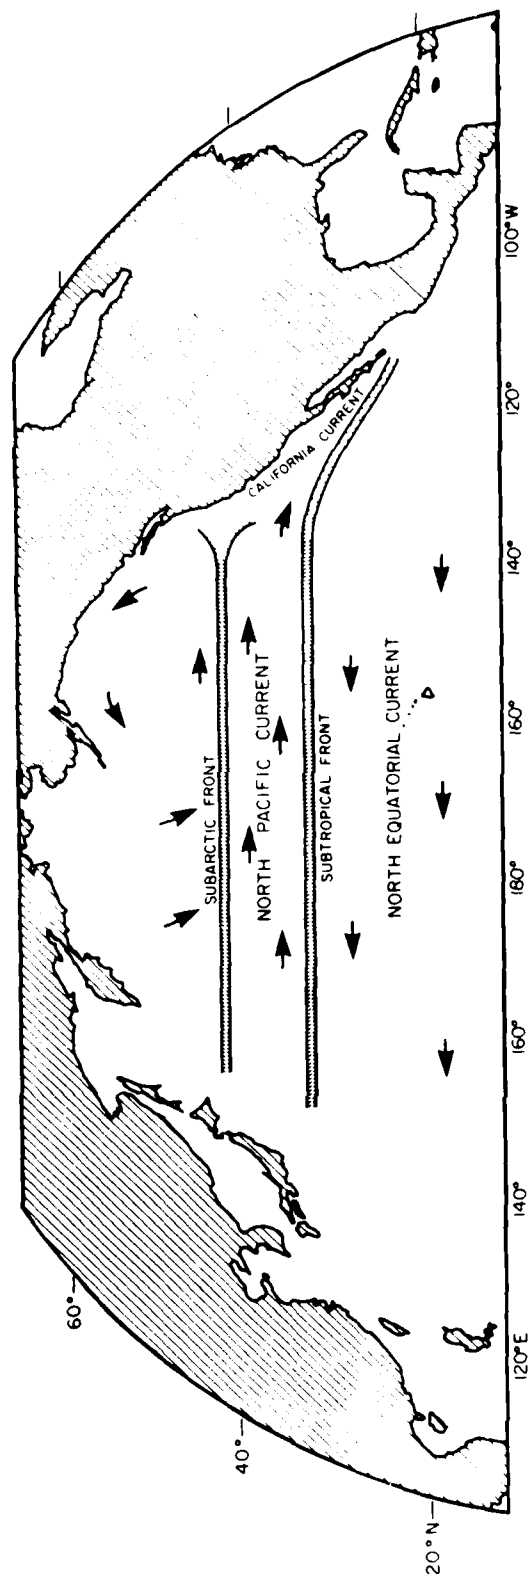 60°
40°
20°N
SUBARCTIC FRONT
NORTH PACIFIC CURRENT
CALIFORNIA CURRENT
SUBTROPICAL FRONT
NORTH EQUATORIAL CURRENT
120°E
140°
160°
180°
160°
140°
120°
100°W